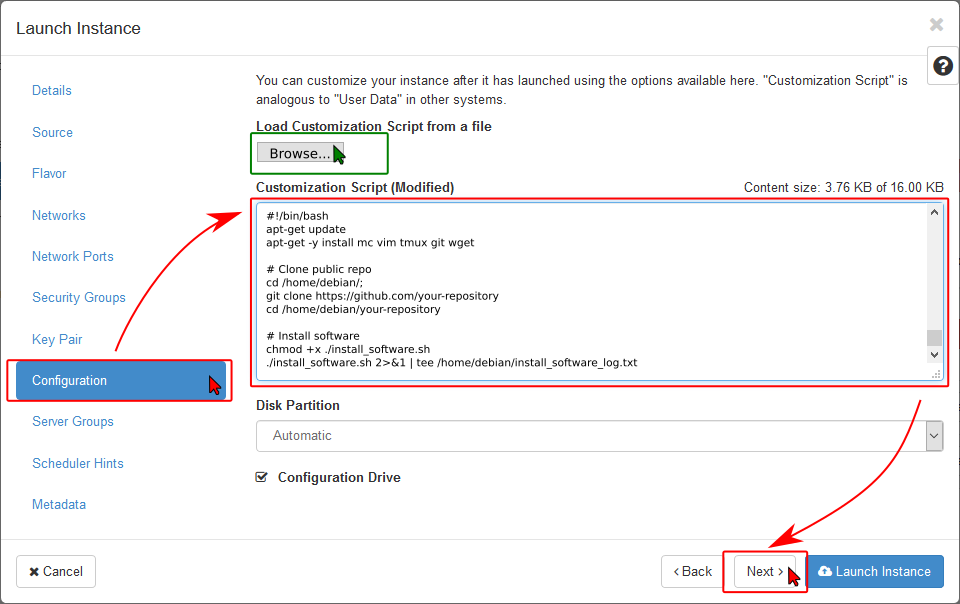 Launch Instance
Details
Source
Flavor
Networks
Network Ports
Security Groups
Key Pair
Configuration
Server Groups
Scheduler Hints
Metadata
You can customize your instance after it has launched using the options available here. "Customization Script" is
analogous to "User Data" in other systems.
Load Customization Script from a file
Browse...
Customization Script (Modified)
Content size: 3.76 KB of 16.00 KB
#!/bin/bash
apt-get update
apt-get -y install mc vim tmux git wget
# Clone public repo
cd /home/debian/;
git clone https://github.com/your-repository
cd /home/debian/your-repository
# Install software
chmod +x ./install_software.sh
./install_software.sh 2>&1 | tee /home/debian/install_software_log.txt
Disk Partition
Automatic
Configuration Drive
Cancel
Back
Next
Launch Instance